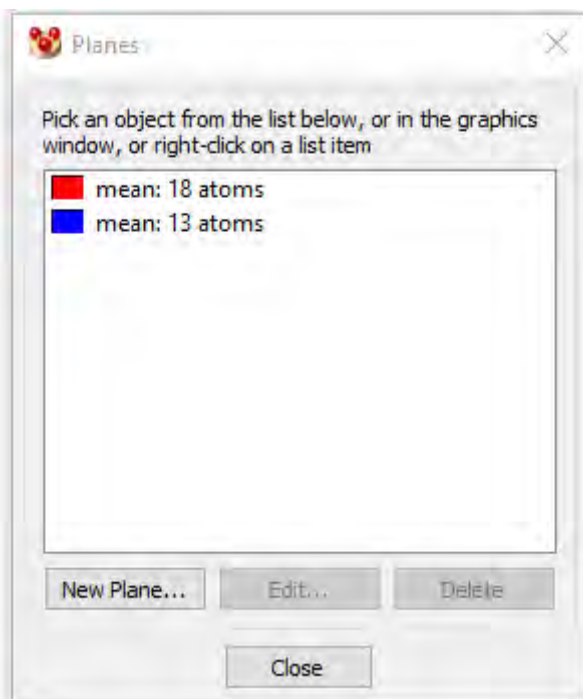 Planes
Pick an object from the list below, or in the graphics
window, or right-click on a list item
mean: 18 atoms
mean: 13 atoms
New Plane... Edit... Delete
Close